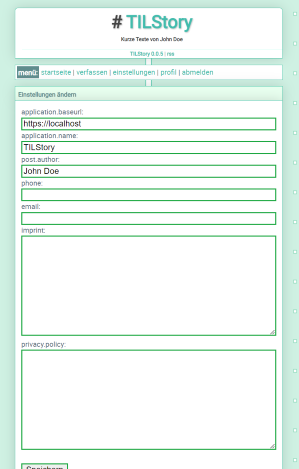 # TILStory
Kurze Texte von John Doe
TILStory 0.0.5 | rss
menü: startseite | verfassen | einstellungen | profil | abmelden
Einstellungen ändern
application.baseurl:
https://localhost
application.name:
TILStory
post.author:
John Doe
phone:
email:
imprint:
privacy.policy:
Speichern